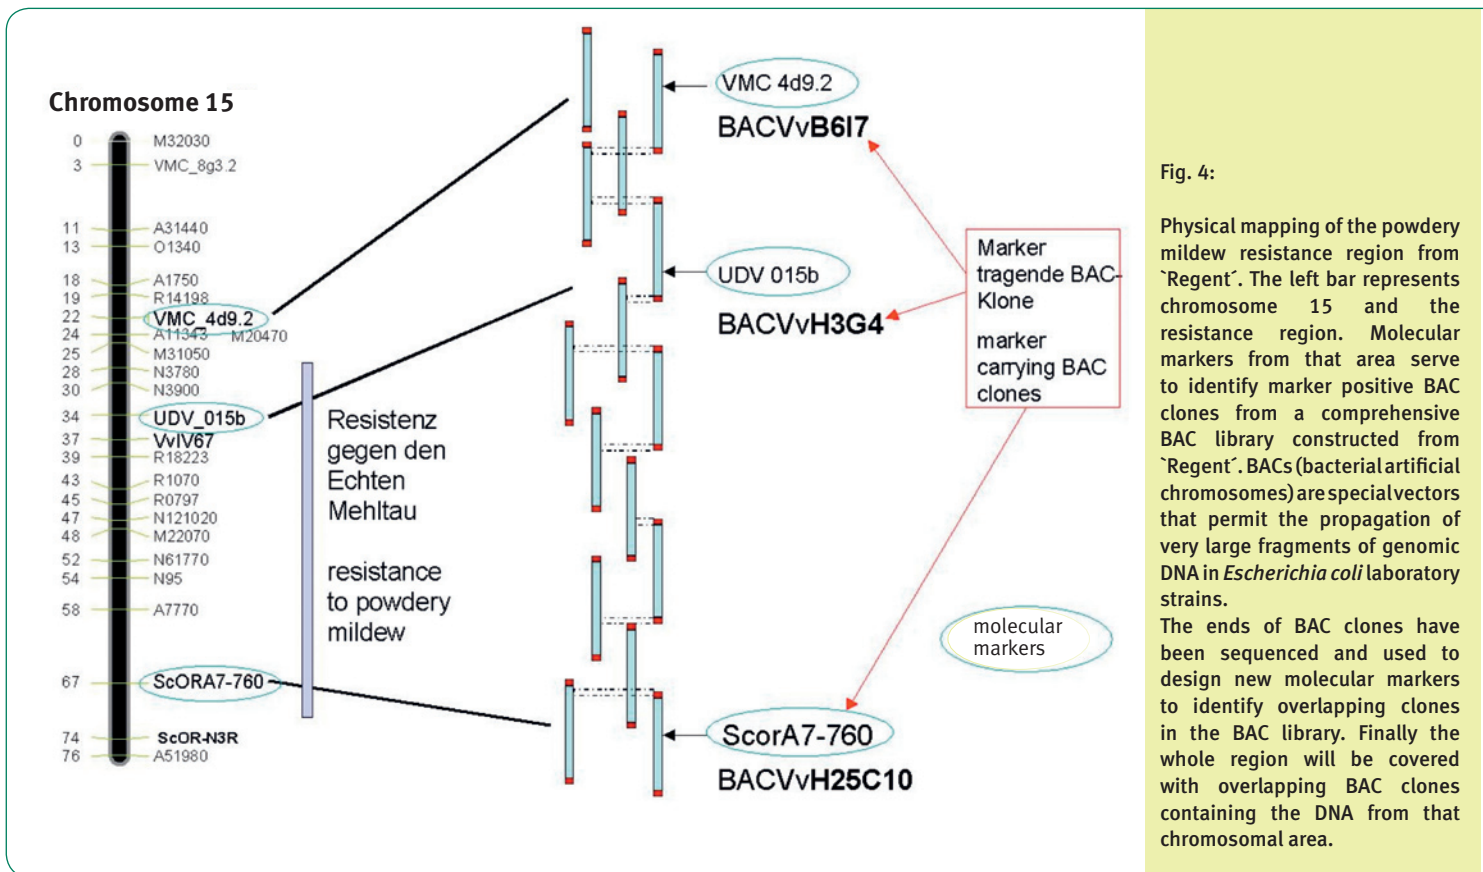 Chromosome 15
0 M32030
3 VMC_8g3.2
11 A31440
13 O1340
18 A1750
19 R14198
22 VMC_4d9.2
24 A11343 M20470
25 M31050
28 N3780
30 N3900
34 UDV_015b
37 VvIV67
39 R18223
43 R1070
45 R0797
47 N121020
48 M22070
52 N61770
54 N95
58 A7770
67 ScORA7-760
74 ScOR-N3R
76 A51980
Resistenz
gegen den
Echten
Mehltau
resistance
to powdery
mildew
VMC 4d9.2
BACVvB6I7
UDV 015b
BACVvH3G4
ScorA7-760
BACVvH25C10
Marker
tragende BAC-
Klone
marker
carrying BAC
clones
molecular
markers
Fig. 4:
Physical mapping of the powdery
mildew resistance region from
`Regent´. The left bar represents
chromosome 15 and the
resistance region. Molecular
markers from that area serve
to identify marker positive BAC
clones from a comprehensive
BAC library constructed from
`Regent´. BACs (bacterial artificial
chromosomes) are special vectors
that permit the propagation of
very large fragments of genomic
DNA in Escherichia coli laboratory
strains.
The ends of BAC clones have
been sequenced and used to
design new molecular markers
to identify overlapping clones
in the BAC library. Finally the
whole region will be covered
with overlapping BAC clones
containing the DNA from that
chromosomal area.